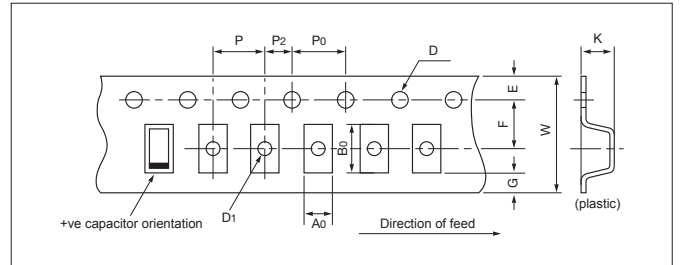 P
P2
P0
D
K
E
F
W
B0
G
(plastic)
+ve capacitor orientation
D1
A0
Direction of feed